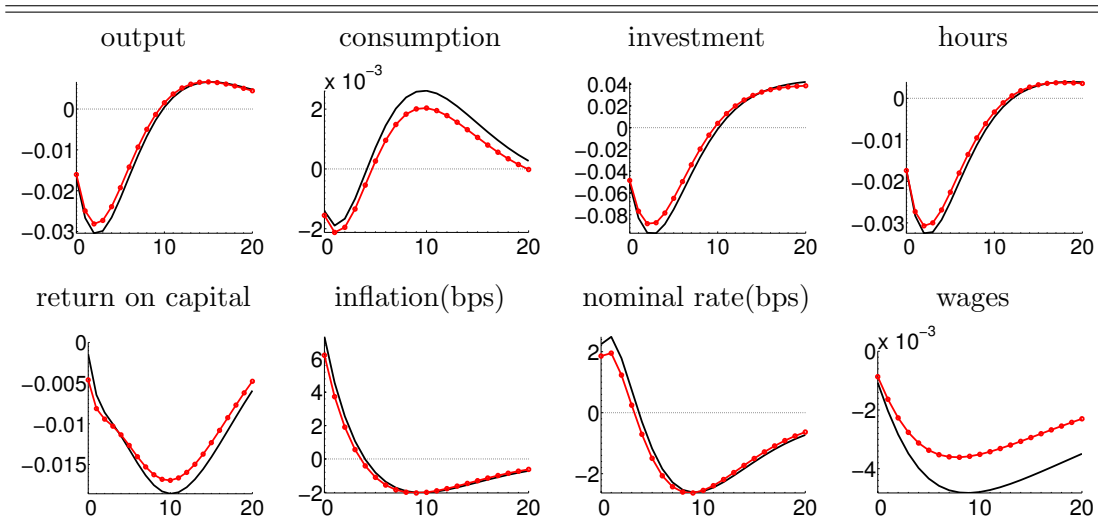 output consumption investment hours
x 10⁻³
0 -0.01 -0.02 -0.03
0 10 20
2 0 -2
0 10 20
0.04 0.02 0 -0.02 -0.04 -0.06 -0.08
0 10 20
0 -0.01 -0.02 -0.03
0 10 20
return on capital inflation(bps) nominal rate(bps) wages
0 -0.005 -0.01 -0.015
0 10 20
6 4 2 0 -2
0 10 20
2 0 -2
0 10 20
x 10⁻³
0 -2 -4
0 10 20